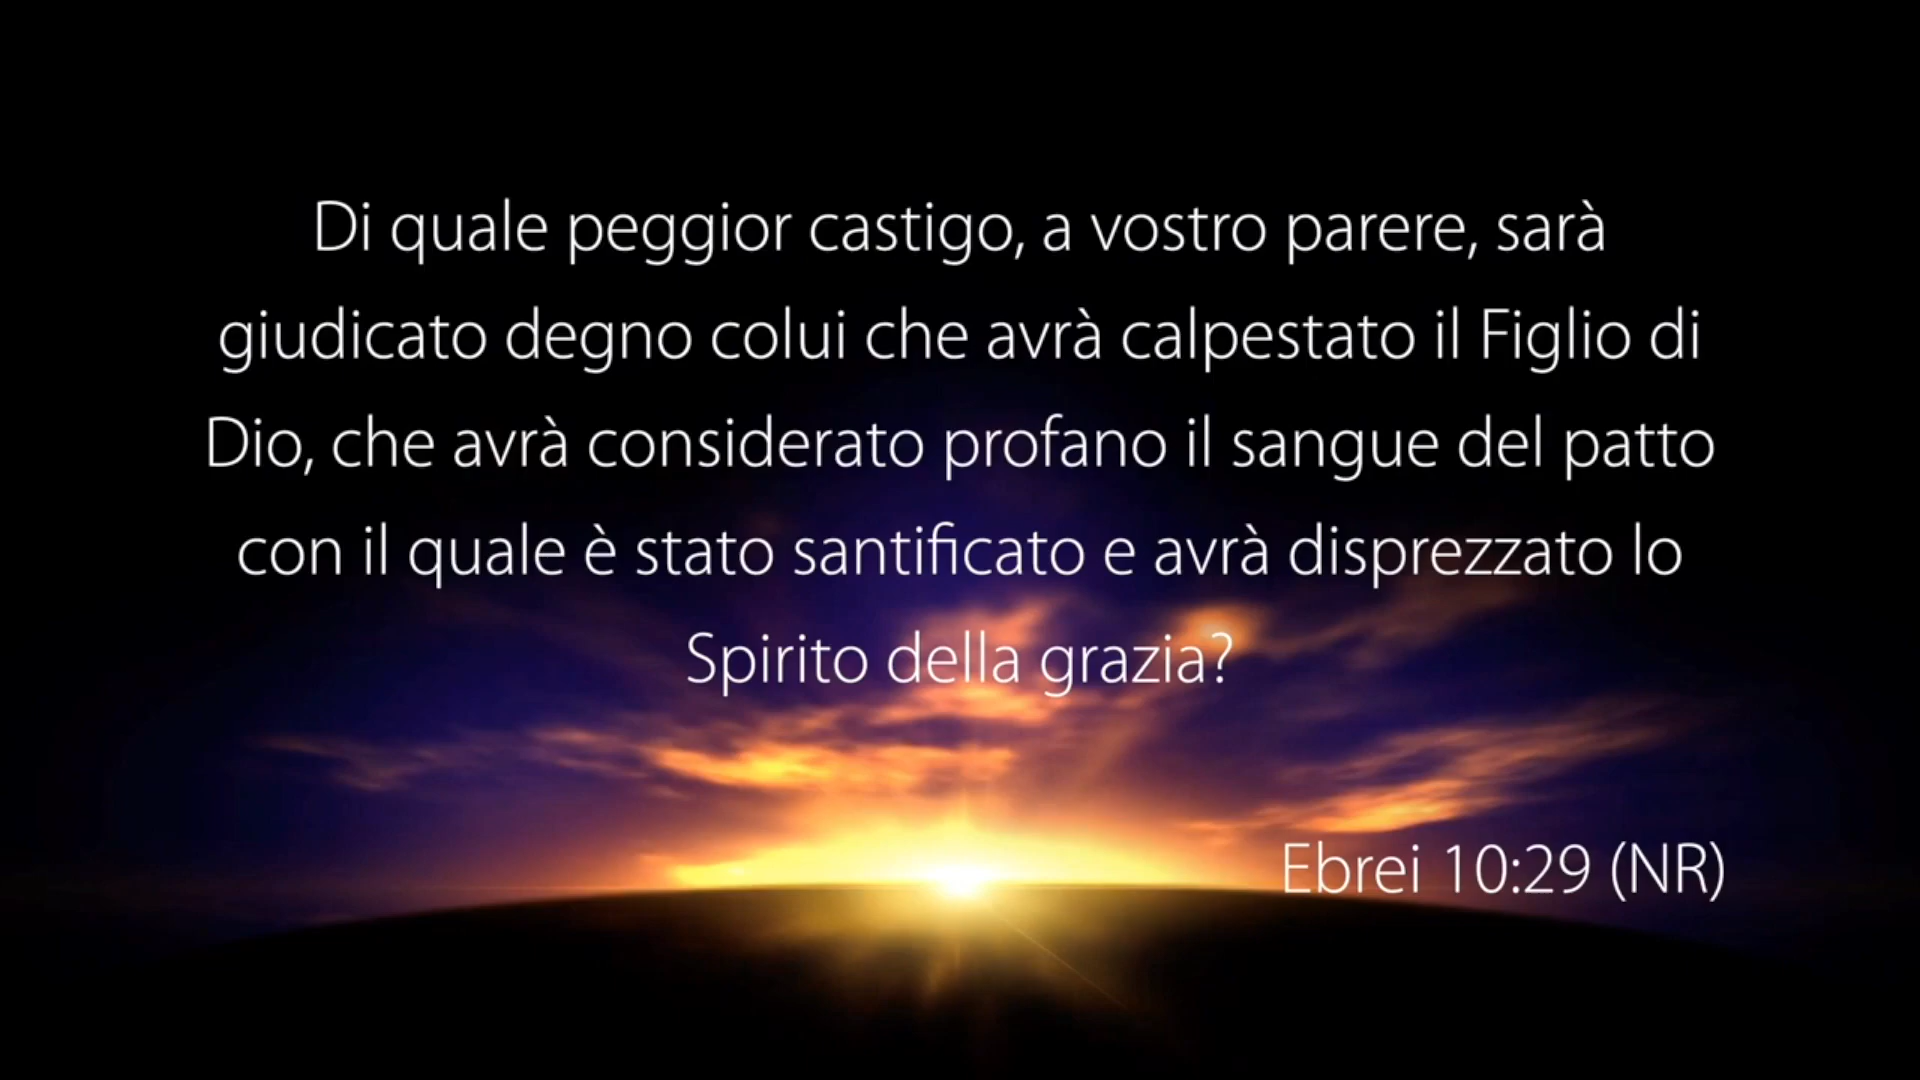 Di quale peggior castigo, a vostro parere, sarà
giudicato degno colui che avrà calpestato il Figlio di
Dio, che avrà considerato profano il sangue del patto
con il quale è stato santificato e avrà disprezzato lo
Spirito della grazia?
Ebrei 10:29 (NR)